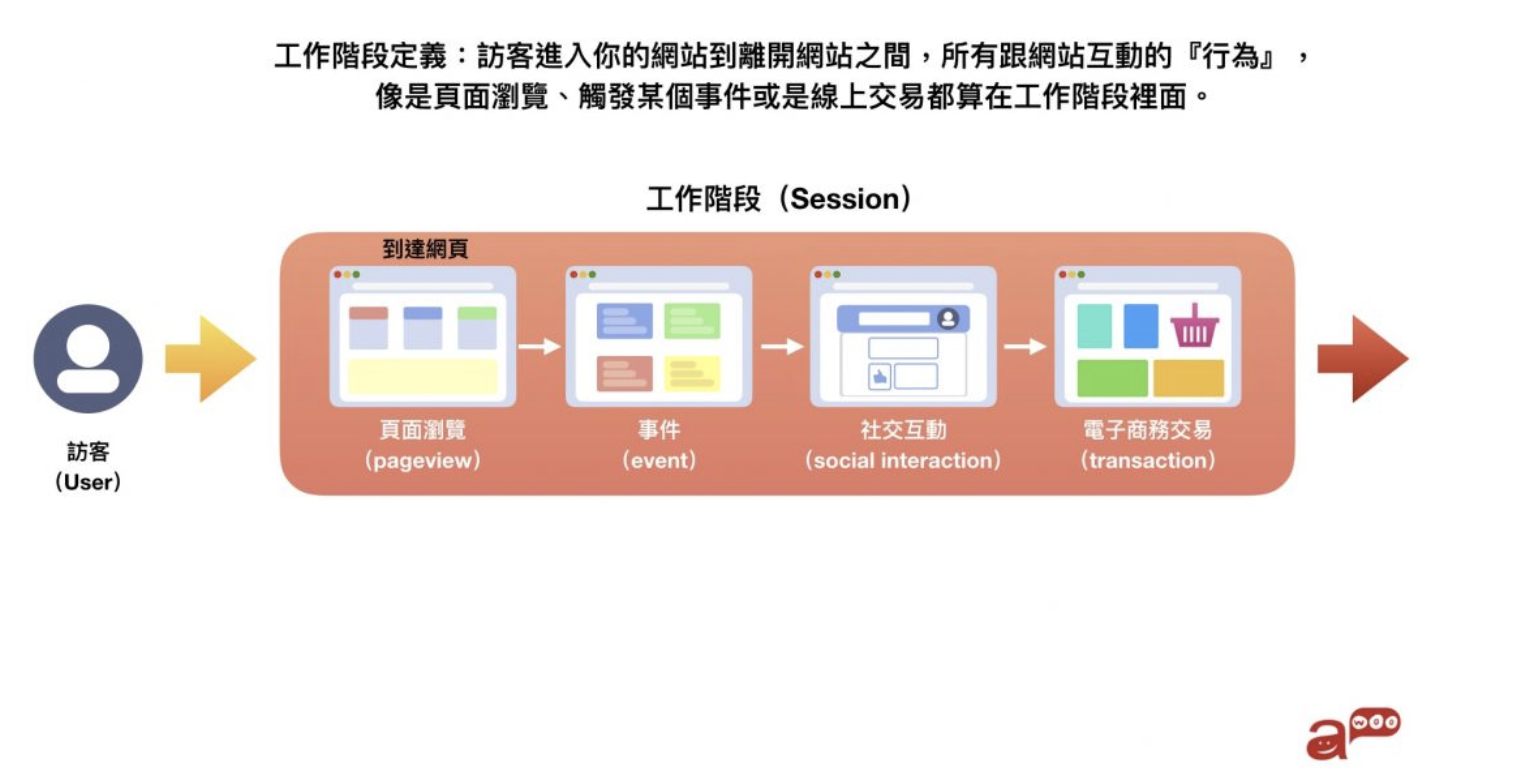 工作階段定義：訪客進入你的網站到離開網站之間，所有跟網站互動的『行為』，
像是頁面瀏覽、觸發某個事件或是線上交易都算在工作階段裡面。
工作階段（Session）
到達網頁
訪客
（User）
頁面瀏覽
（pageview）
事件
（event）
社交互動
（social interaction）
電子商務交易
（transaction）
awoo